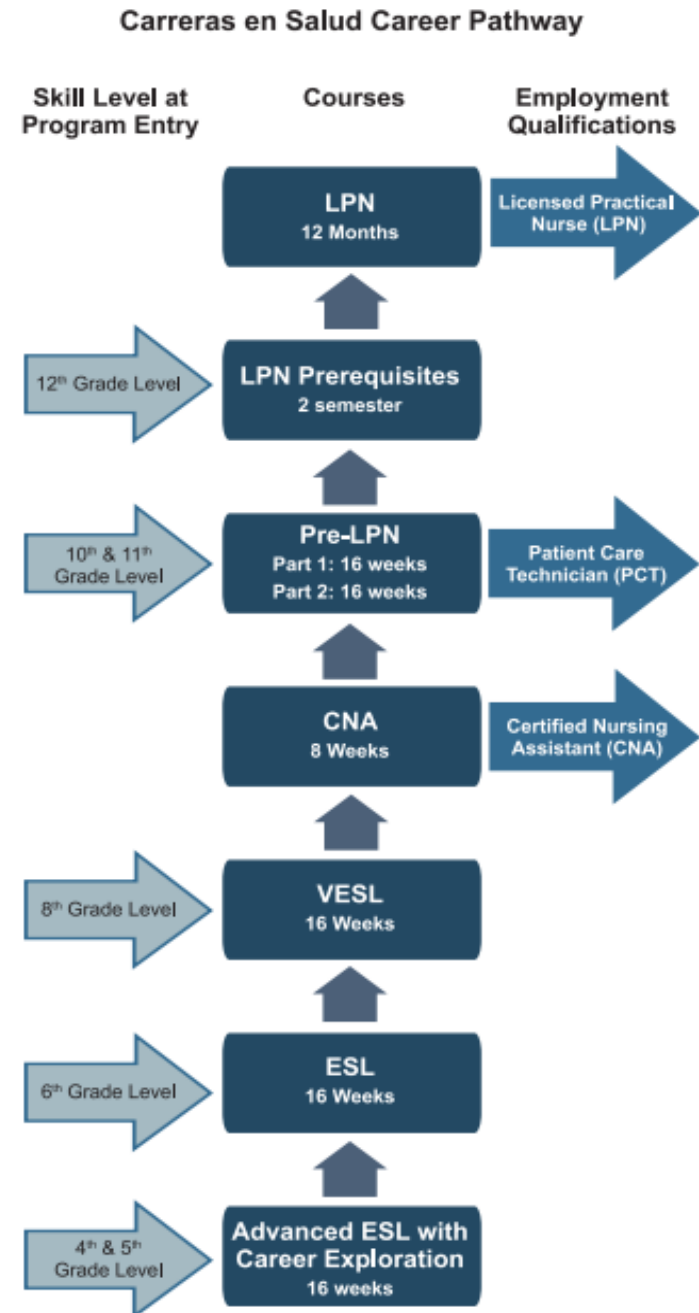 Carreras en Salud Career Pathway
Skill Level at
Program Entry
Courses
Employment
Qualifications
LPN
12 Months
Licensed Practical
Nurse (LPN)
12th Grade Level
LPN Prerequisites
2 semester
10th & 11th
Grade Level
Pre-LPN
Part 1: 16 weeks
Part 2: 16 weeks
Patient Care
Technician (PCT)
CNA
8 Weeks
Certified Nursing
Assistant (CNA)
8th Grade Level
VESL
16 Weeks
6th Grade Level
ESL
16 Weeks
4th & 5th
Grade Level
Advanced ESL with
Career Exploration
16 weeks